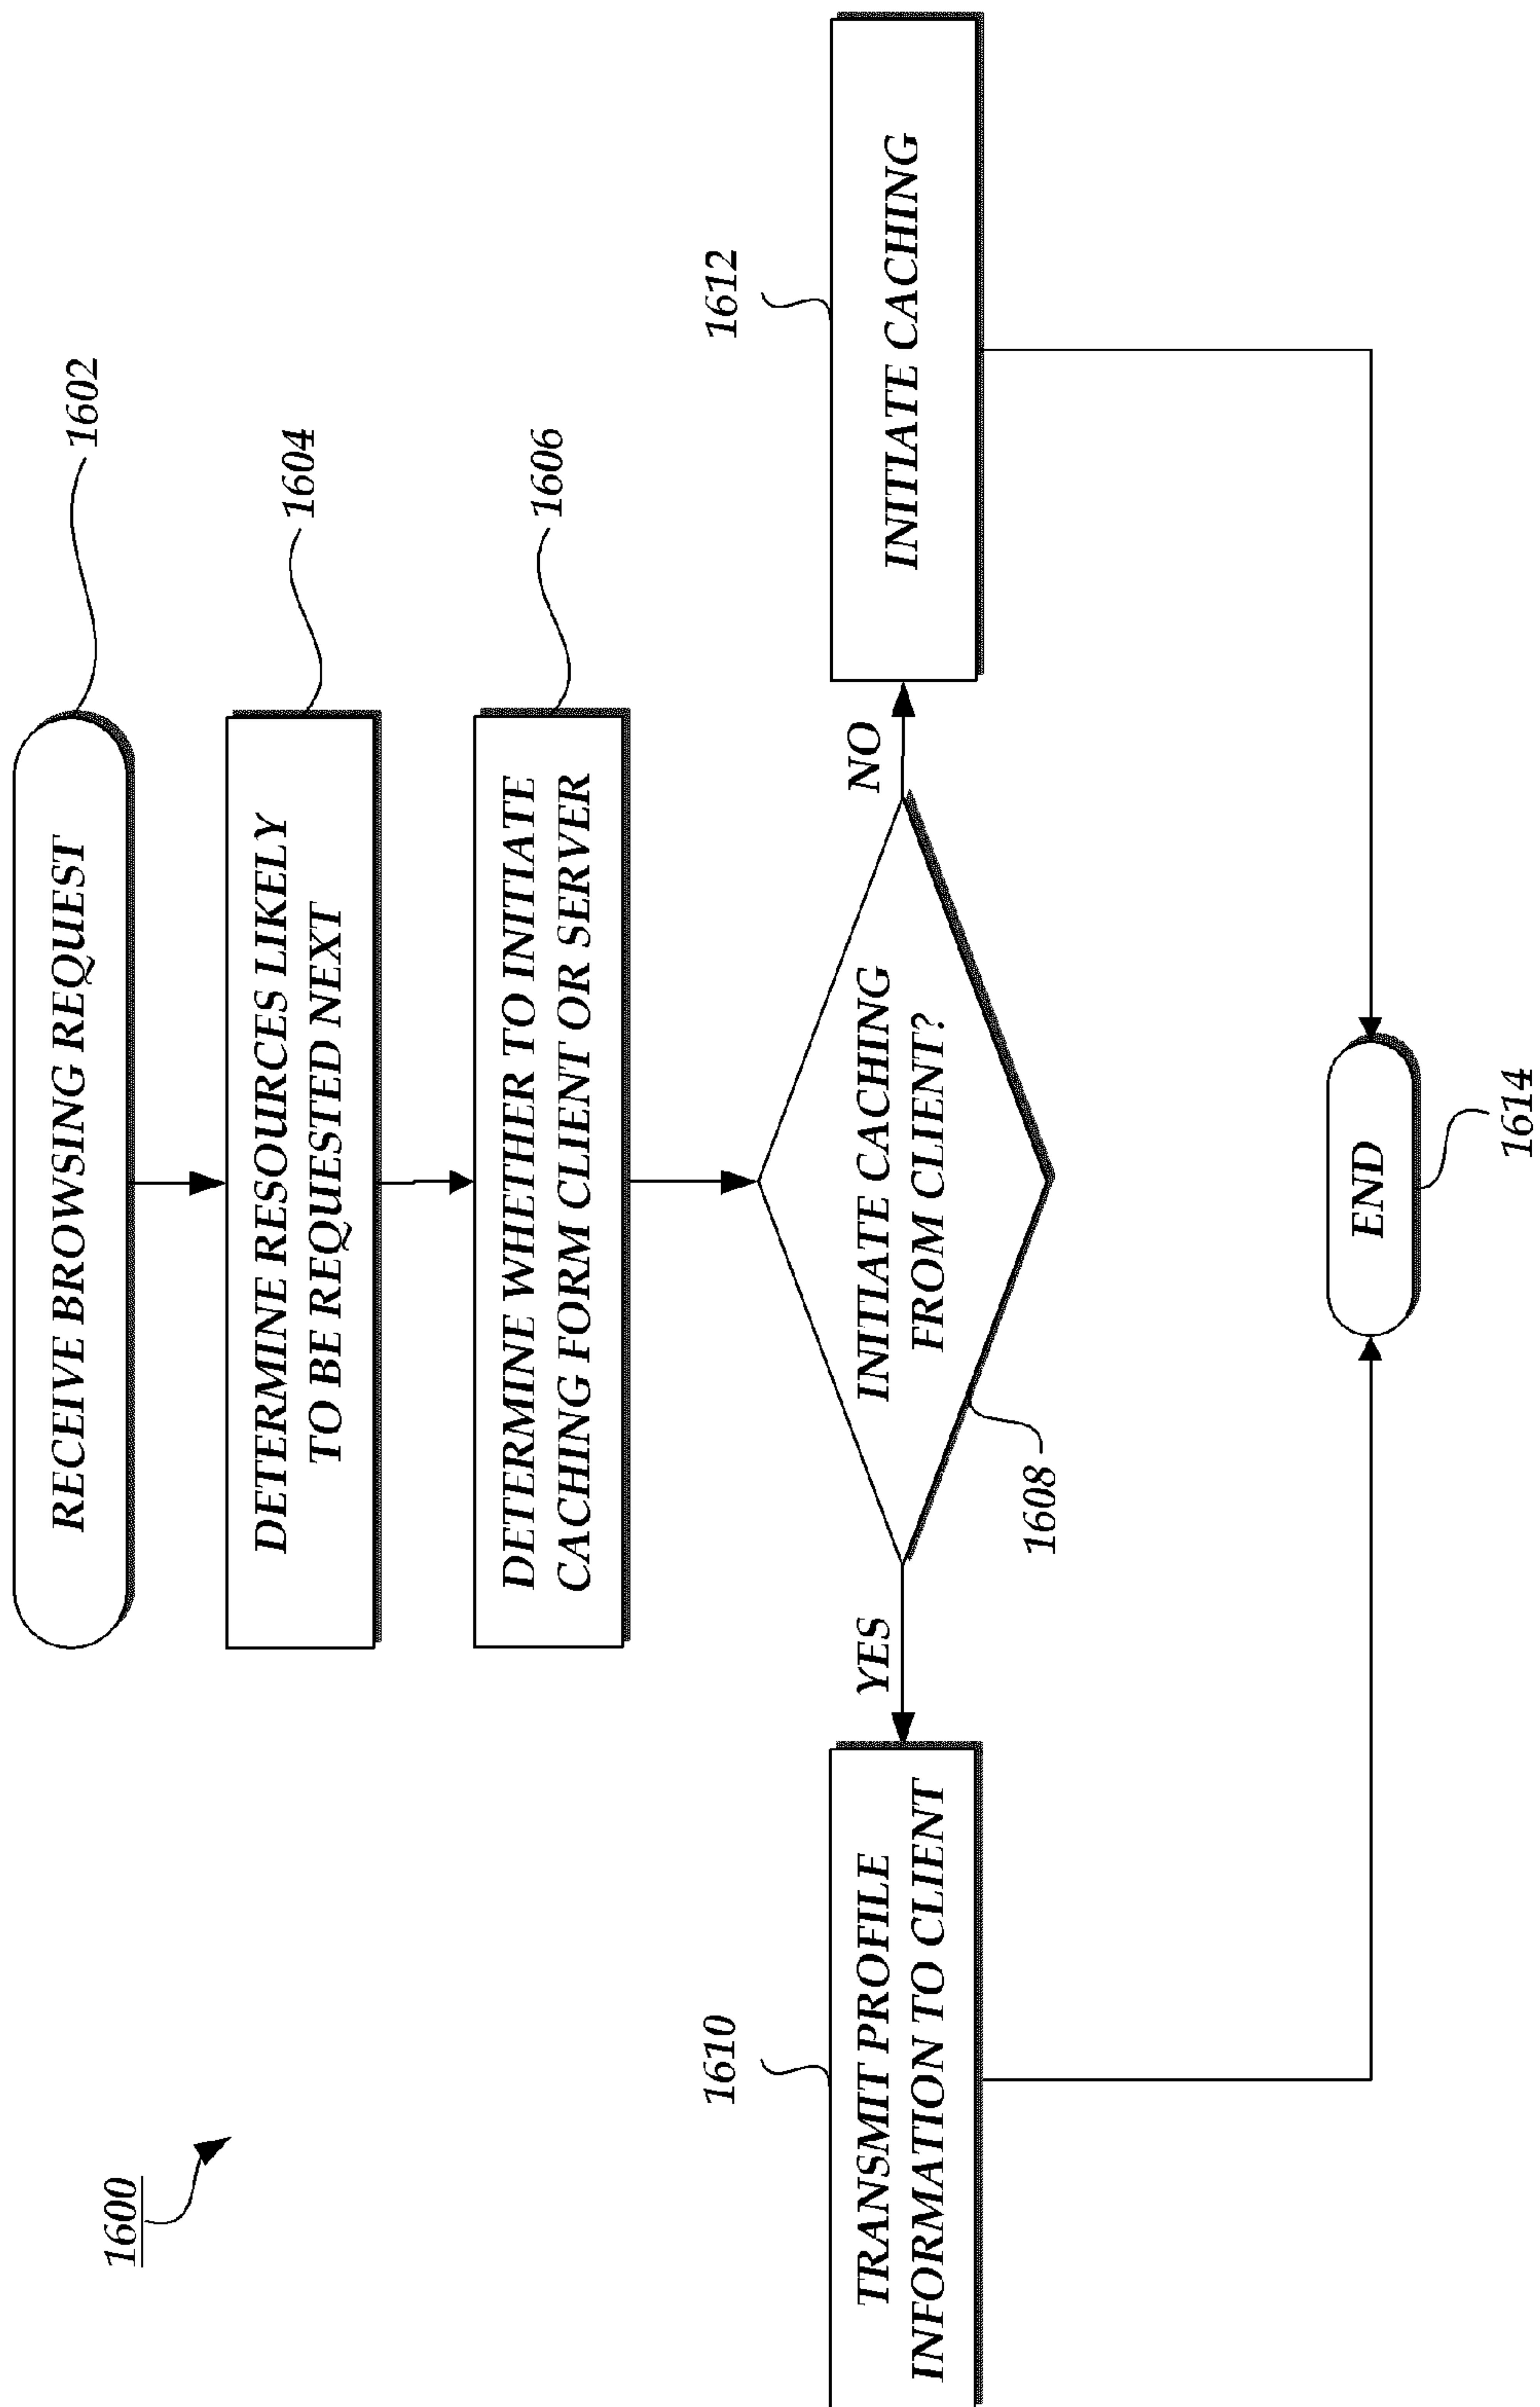 1600
RECEIVE BROWSING REQUEST
1602
DETERMINE RESOURCES LIKELY
TO BE REQUESTED NEXT
1604
DETERMINE WHETHER TO INITIATE
CACHING FORM CLIENT OR SERVER
1606
INITIATE CACHING
FROM CLIENT?
1608
YES
NO
1610
TRANSMIT PROFILE
INFORMATION TO CLIENT
1612
INITIATE CACHING
END
1614